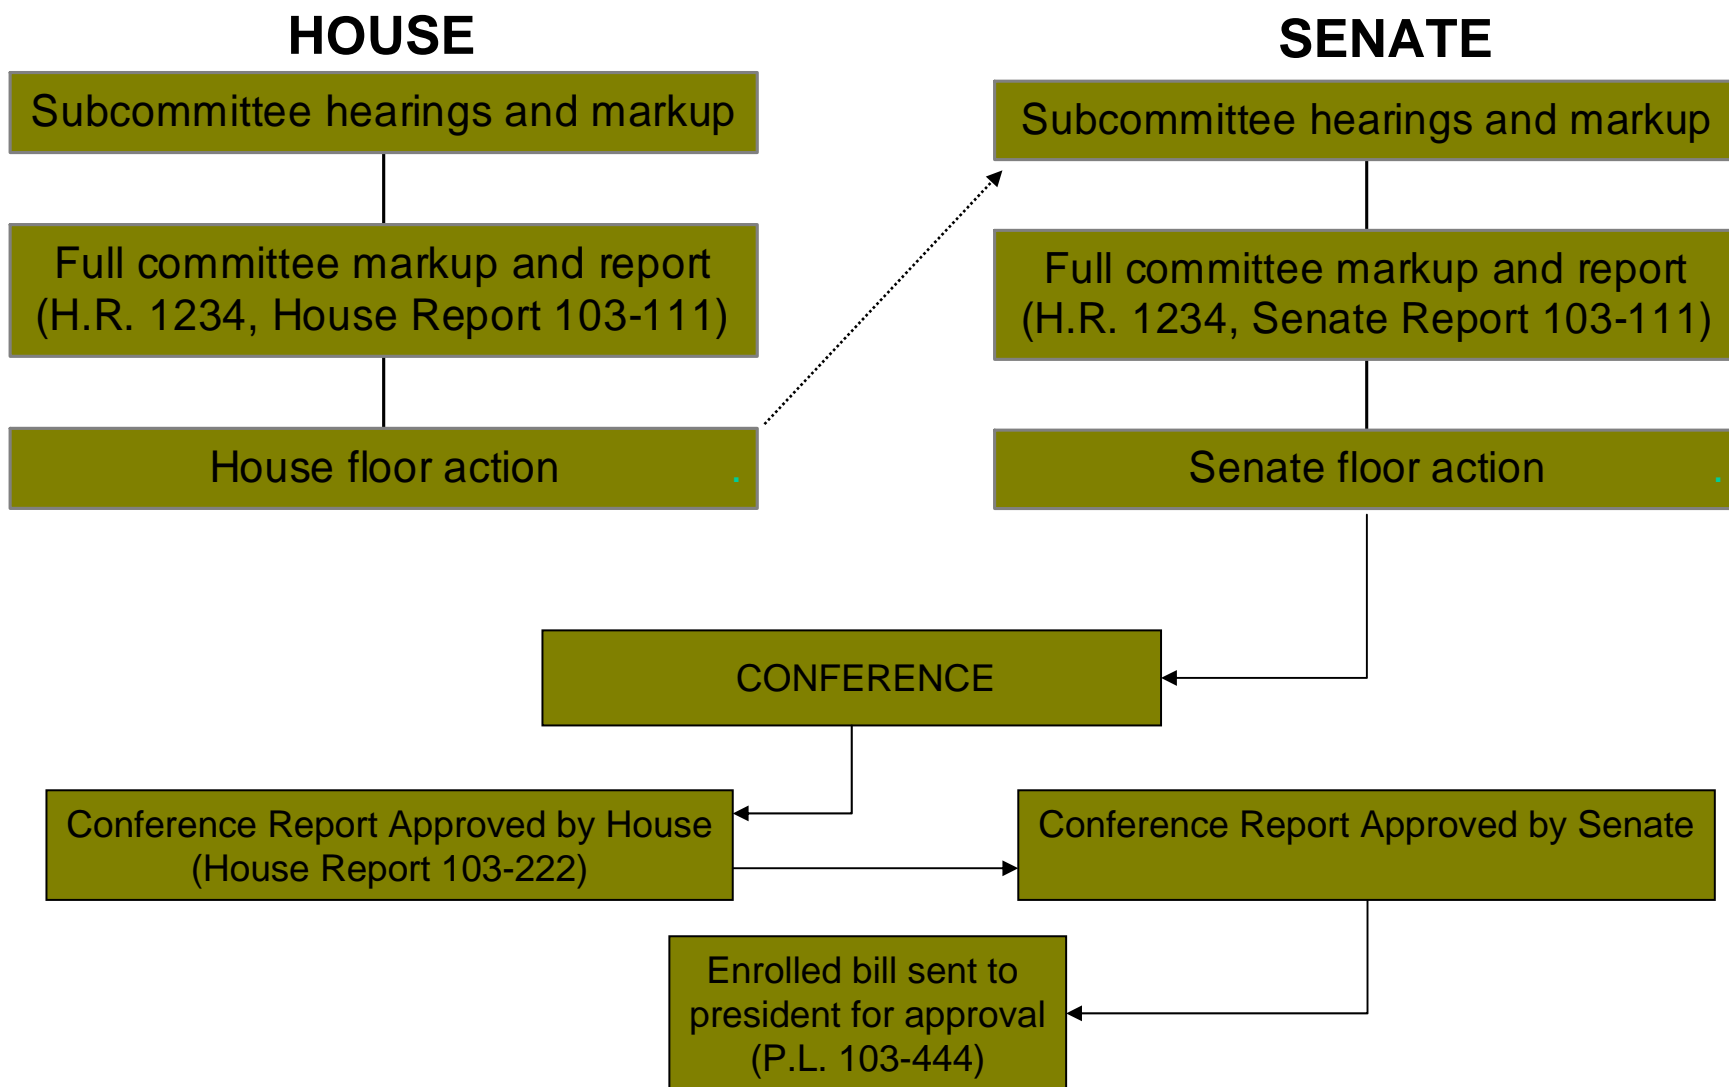 HOUSE
Subcommittee hearings and markup
Full committee markup and report
(H.R. 1234, House Report 103-111)
House floor action
SENATE
Subcommittee hearings and markup
Full committee markup and report
(H.R. 1234, Senate Report 103-111)
Senate floor action
CONFERENCE
Conference Report Approved by House
(House Report 103-222)
Conference Report Approved by Senate
Enrolled bill sent to
president for approval
(P.L. 103-444)